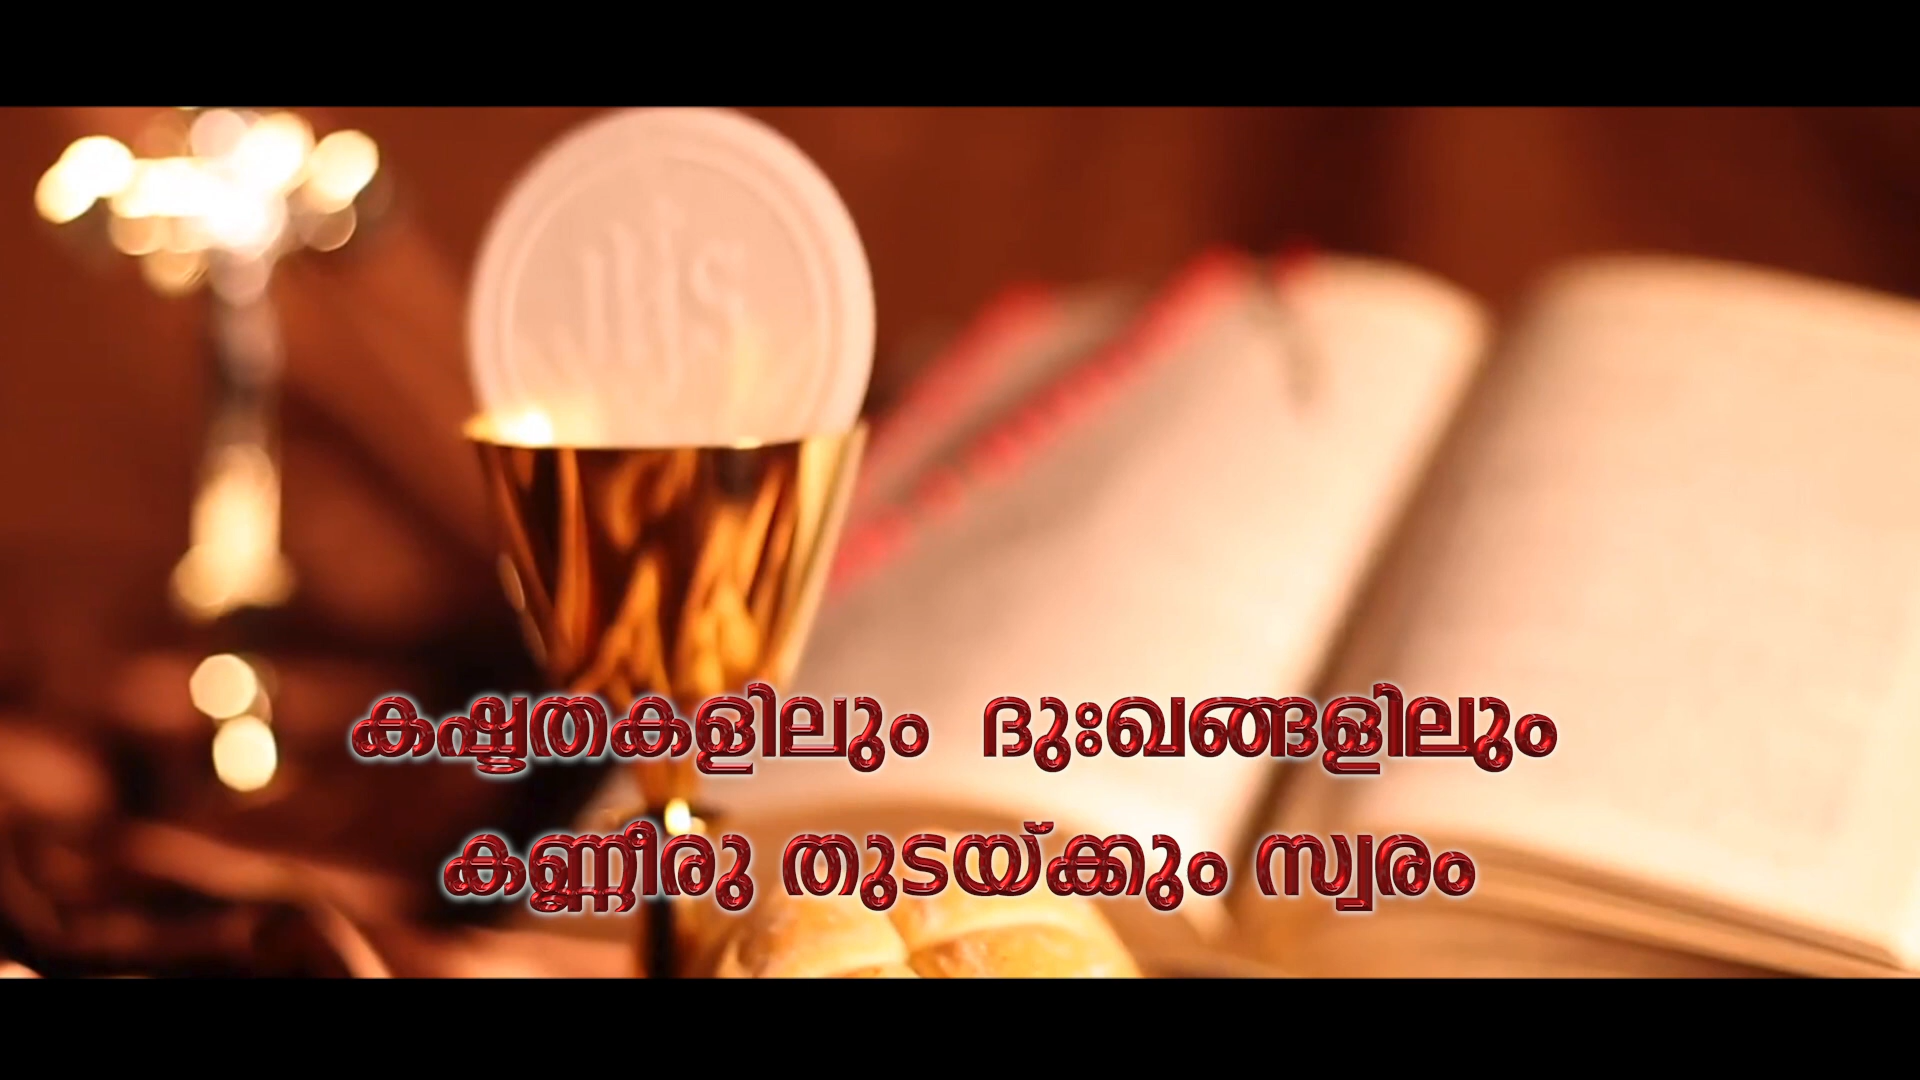 കഷ്ടതകളിലും ദുഃഖങ്ങളിലും
കണ്ണീരു തുടയ്ക്കും സ്വരം